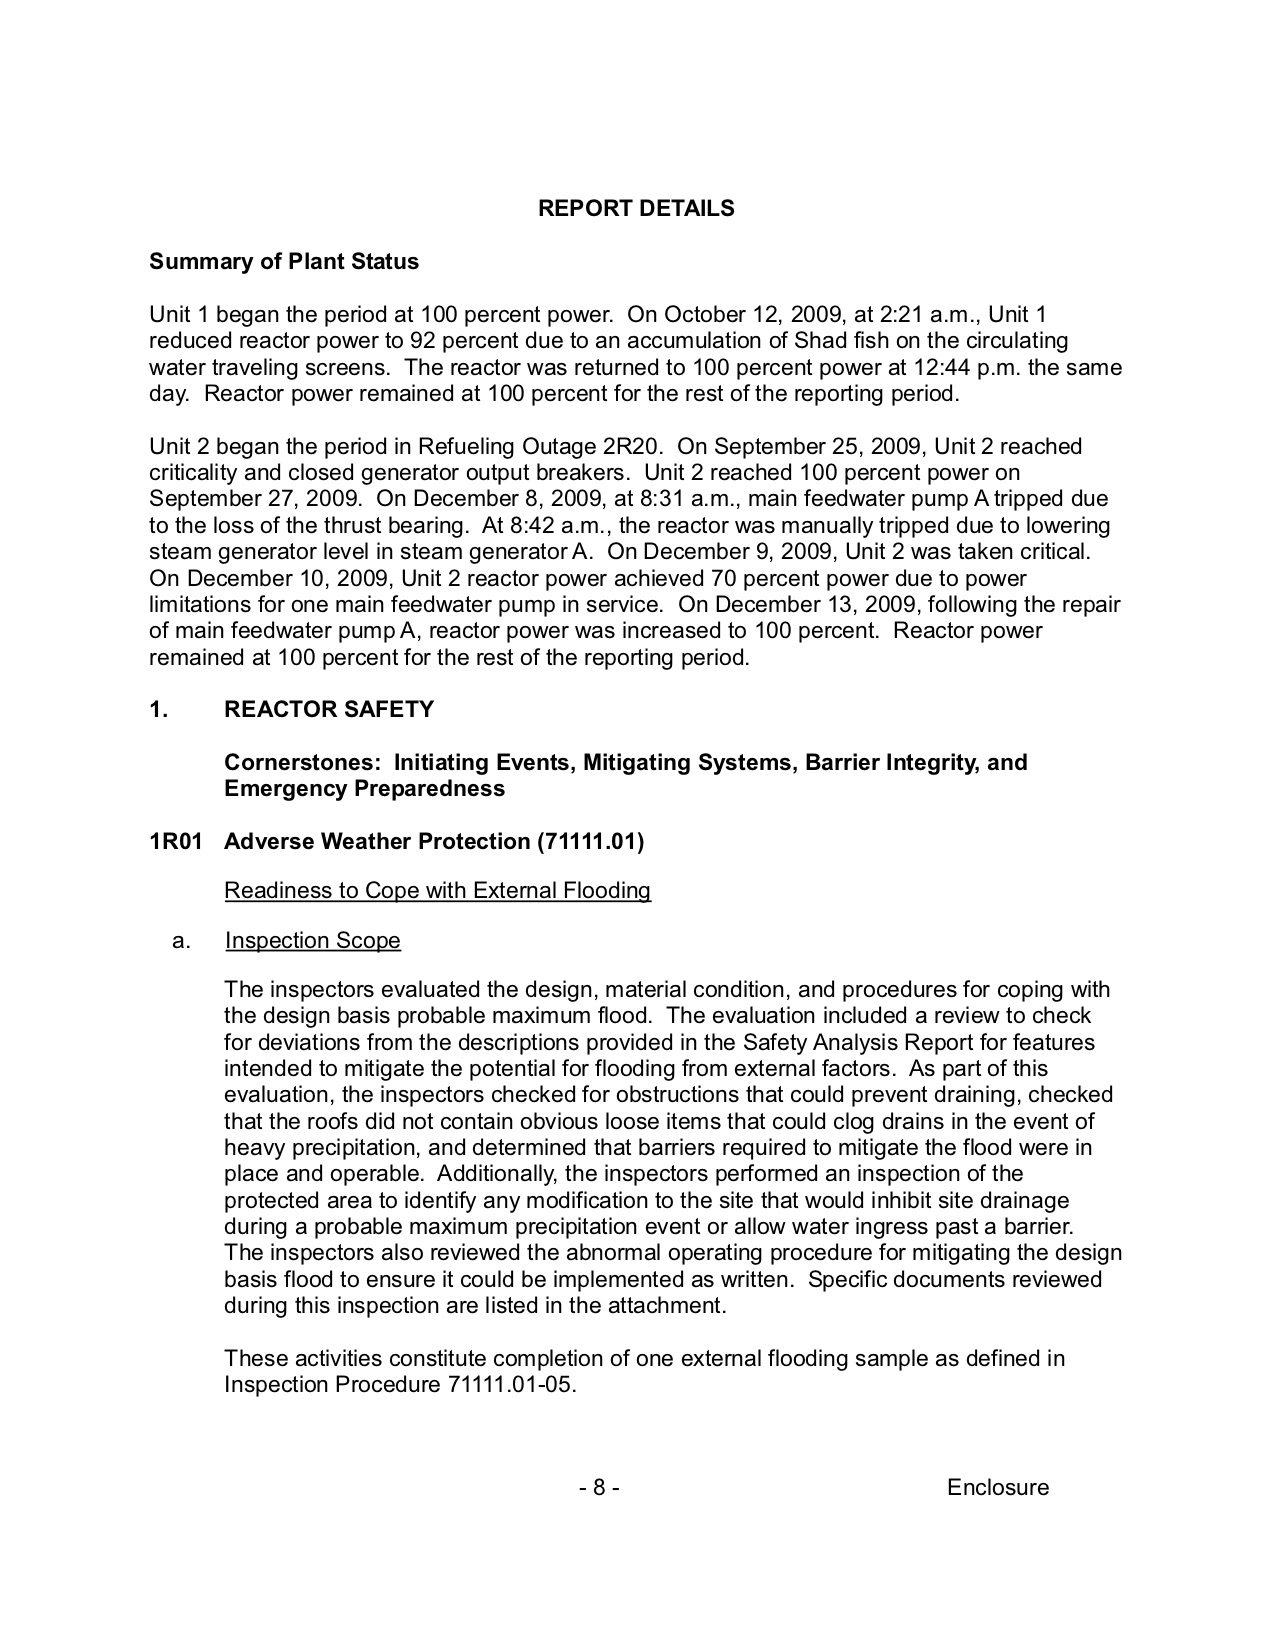 REPORT DETAILS
Summary of Plant Status
Unit 1 began the period at 100 percent power.  On October 12, 2009, at 2:21 a.m., Unit 1
reduced reactor power to 92 percent due to an accumulation of Shad fish on the circulating
water traveling screens.  The reactor was returned to 100 percent power at 12:44 p.m. the same
day.  Reactor power remained at 100 percent for the rest of the reporting period.
Unit 2 began the period in Refueling Outage 2R20.  On September 25, 2009, Unit 2 reached
criticality and closed generator output breakers.  Unit 2 reached 100 percent power on
September 27, 2009.  On December 8, 2009, at 8:31 a.m., main feedwater pump A tripped due
to the loss of the thrust bearing.  At 8:42 a.m., the reactor was manually tripped due to lowering
steam generator level in steam generator A.  On December 9, 2009, Unit 2 was taken critical.
On December 10, 2009, Unit 2 reactor power achieved 70 percent power due to power
limitations for one main feedwater pump in service.  On December 13, 2009, following the repair
of main feedwater pump A, reactor power was increased to 100 percent.  Reactor power
remained at 100 percent for the rest of the reporting period.
1. REACTOR SAFETY
Cornerstones:  Initiating Events, Mitigating Systems, Barrier Integrity, and
Emergency Preparedness
1R01 Adverse Weather Protection (71111.01)
Readiness to Cope with External Flooding
a. Inspection Scope
The inspectors evaluated the design, material condition, and procedures for coping with
the design basis probable maximum flood.  The evaluation included a review to check
for deviations from the descriptions provided in the Safety Analysis Report for features
intended to mitigate the potential for flooding from external factors.  As part of this
evaluation, the inspectors checked for obstructions that could prevent draining, checked
that the roofs did not contain obvious loose items that could clog drains in the event of
heavy precipitation, and determined that barriers required to mitigate the flood were in
place and operable.  Additionally, the inspectors performed an inspection of the
protected area to identify any modification to the site that would inhibit site drainage
during a probable maximum precipitation event or allow water ingress past a barrier.
The inspectors also reviewed the abnormal operating procedure for mitigating the design
basis flood to ensure it could be implemented as written.  Specific documents reviewed
during this inspection are listed in the attachment.
These activities constitute completion of one external flooding sample as defined in
Inspection Procedure 71111.01-05.
- 8 - Enclosure